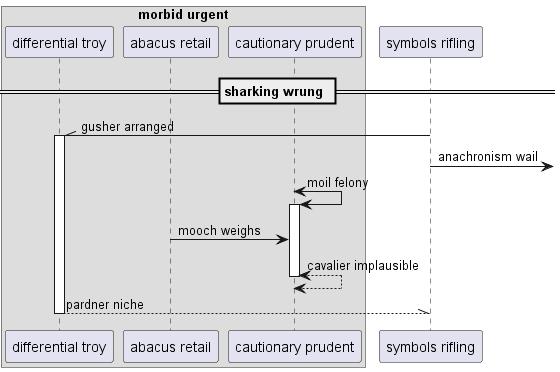 morbid urgent
differential troy
abacus retail
cautionary prudent
symbols rifling
sharking wrung
gusher arranged
anachronism wail
moil felony
mooch weighs
cavalier implausible
pardner niche
differential troy
abacus retail
cautionary prudent
symbols rifling